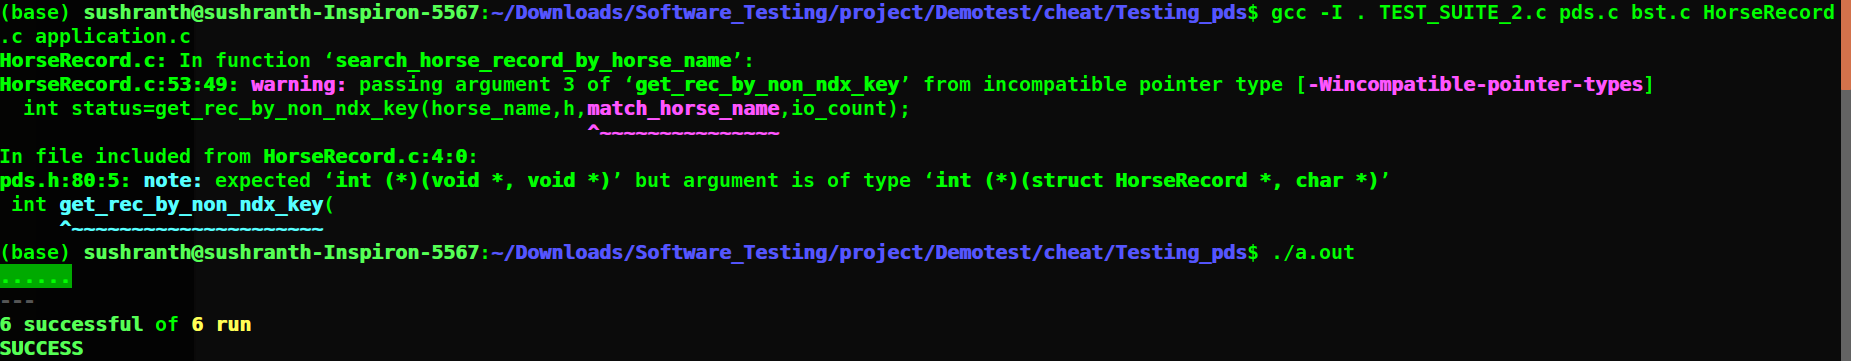 (base) sushranth@sushranth-Inspiron-5567:~/Downloads/Software_Testing/project/Demotest/cheat/Testing_pds$ gcc -I . TEST_SUITE_2.c pds.c bst.c HorseRecord
.c application.c
HorseRecord.c: In function ‘search_horse_record_by_horse_name’:
HorseRecord.c:53:49: warning: passing argument 3 of ‘get_rec_by_non_ndx_key’ from incompatible pointer type [-Wincompatible-pointer-types]
  int status=get_rec_by_non_ndx_key(horse_name,h,match_horse_name,io_count);
                                                 ^~~~~~~~~~~~~~~~
In file included from HorseRecord.c:4:0:
pds.h:80:5: note: expected ‘int (*)(void *, void *)’ but argument is of type ‘int (*)(struct HorseRecord *, char *)’
 int get_rec_by_non_ndx_key(
     ^~~~~~~~~~~~~~~~~~~~~~
(base) sushranth@sushranth-Inspiron-5567:~/Downloads/Software_Testing/project/Demotest/cheat/Testing_pds$ ./a.out
......
---
6 successful of 6 run
SUCCESS